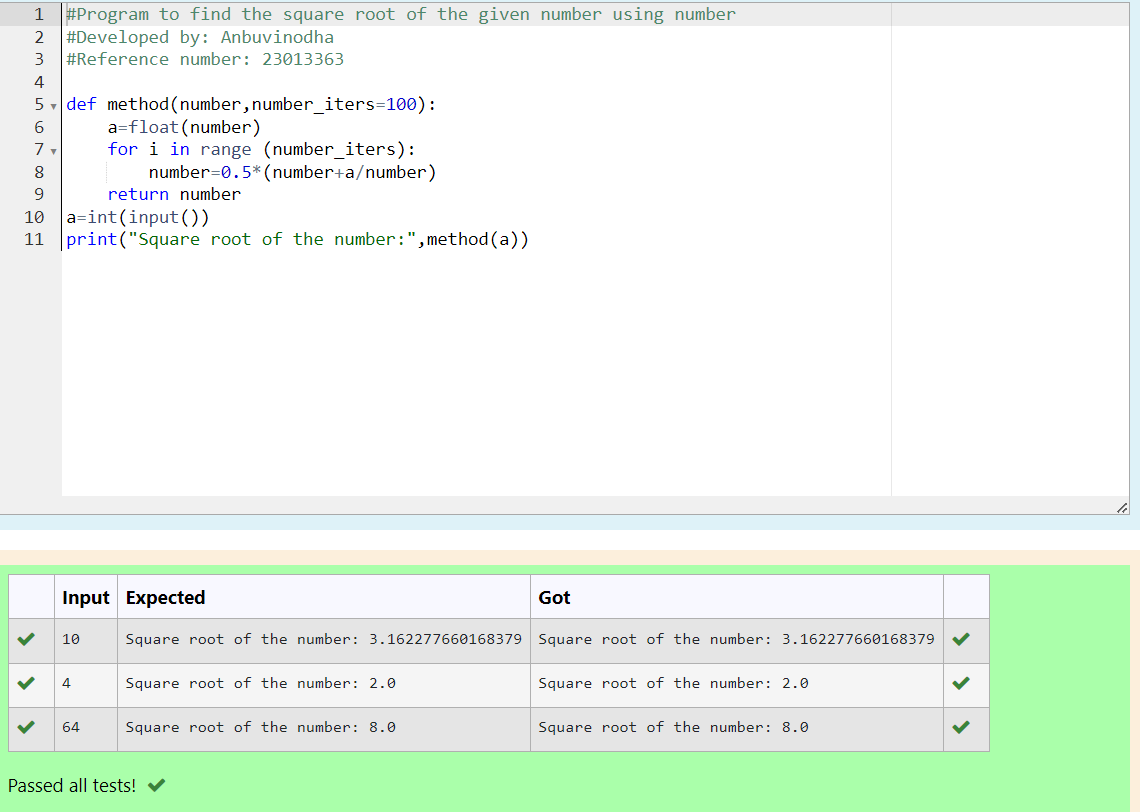 1 #Program to find the square root of the given number using number
2 #Developed by: Anbuvinodha
3 #Reference number: 23013363
4
5 def method(number,number_iters=100):
6     a=float(number)
7     for i in range (number_iters):
8         number=0.5*(number+a/number)
9     return number
10 a=int(input())
11 print("Square root of the number:",method(a))
Input Expected Got
10 Square root of the number: 3.162277660168379 Square root of the number: 3.162277660168379
4 Square root of the number: 2.0 Square root of the number: 2.0
64 Square root of the number: 8.0 Square root of the number: 8.0
Passed all tests!